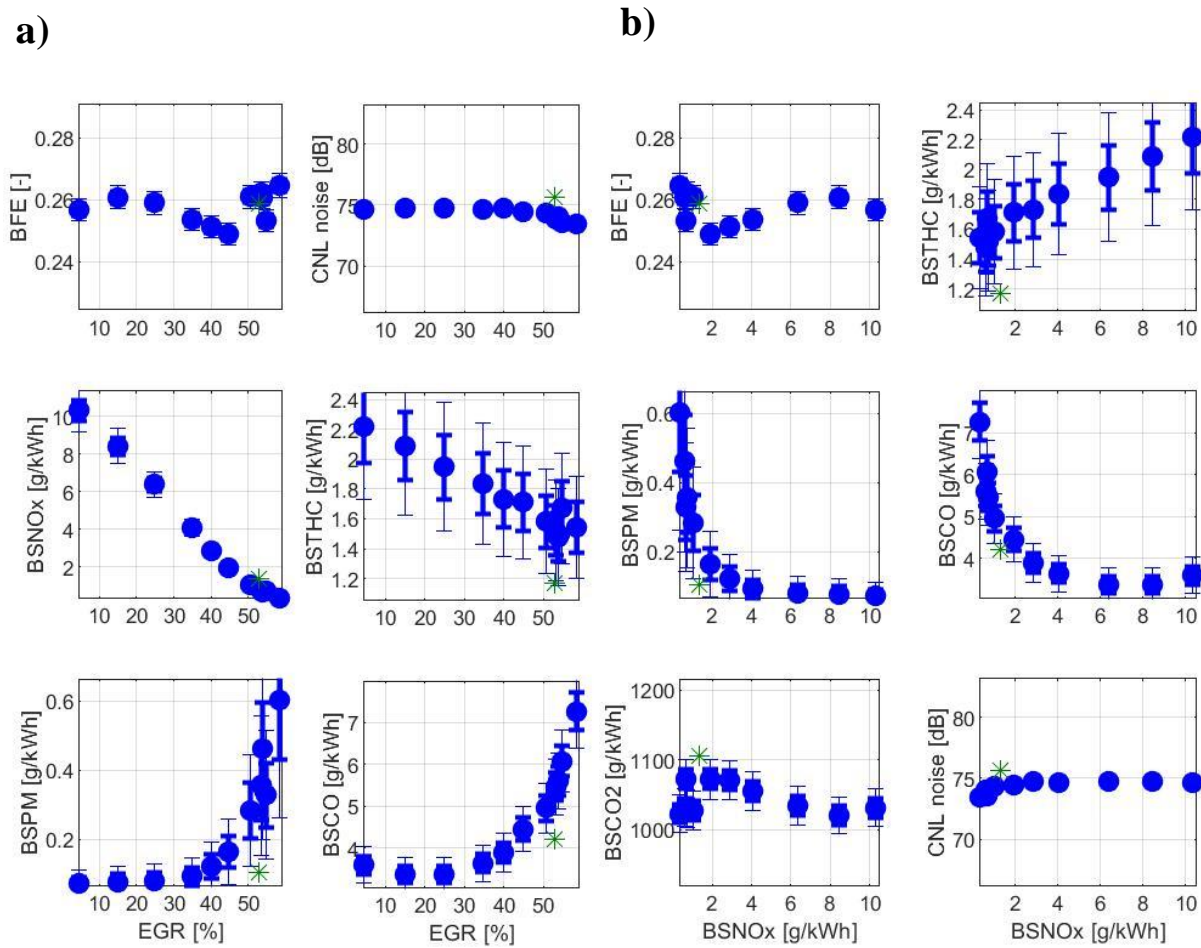 a)
b)
BFE [-]
0.28
0.26
0.24
10 20 30 40 50
CNL noise [dB]
80
75
70
10 20 30 40 50
BFE [-]
0.28
0.26
0.24
2 4 6 8 10
BSTHC [g/kWh]
2.4
2.2
2
1.8
1.6
1.4
1.2
2 4 6 8 10
BSNOx [g/kWh]
10
8
6
4
2
10 20 30 40 50
BSTHC [g/kWh]
2.4
2.2
2
1.8
1.6
1.4
1.2
10 20 30 40 50
BSPM [g/kWh]
0.6
0.4
0.2
2 4 6 8 10
BSCO [g/kWh]
7
6
5
4
2 4 6 8 10
BSPM [g/kWh]
0.6
0.4
0.2
10 20 30 40 50
EGR [%]
BSCO [g/kWh]
7
6
5
4
10 20 30 40 50
EGR [%]
BSCO2 [g/kWh]
1200
1100
1000
2 4 6 8 10
BSNOx [g/kWh]
CNL noise [dB]
80
75
70
2 4 6 8 10
BSNOx [g/kWh]